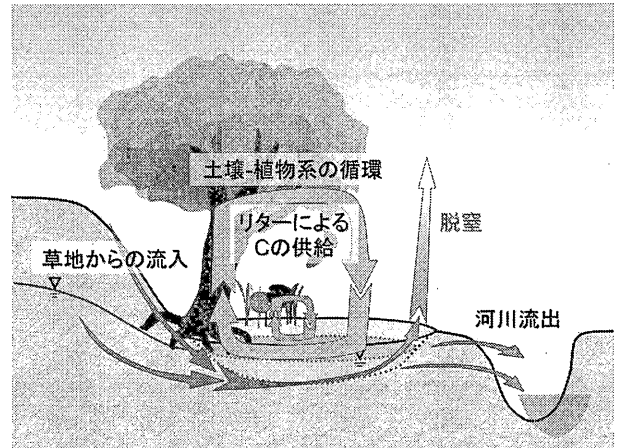 土壌-植物系の循環
リターによる
Cの供給
脱窒
草地からの流入
河川流出